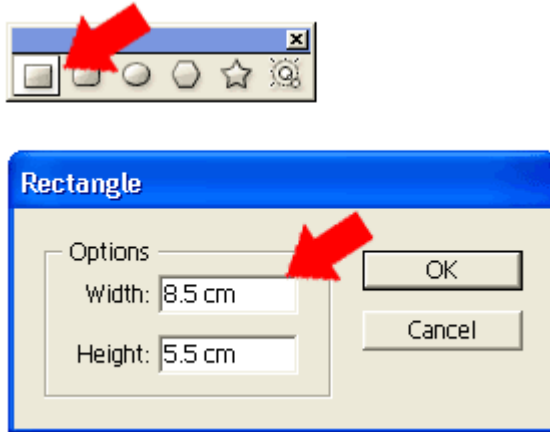 Rectangle
Options
Width: 8.5 cm
Height: 5.5 cm
OK
Cancel